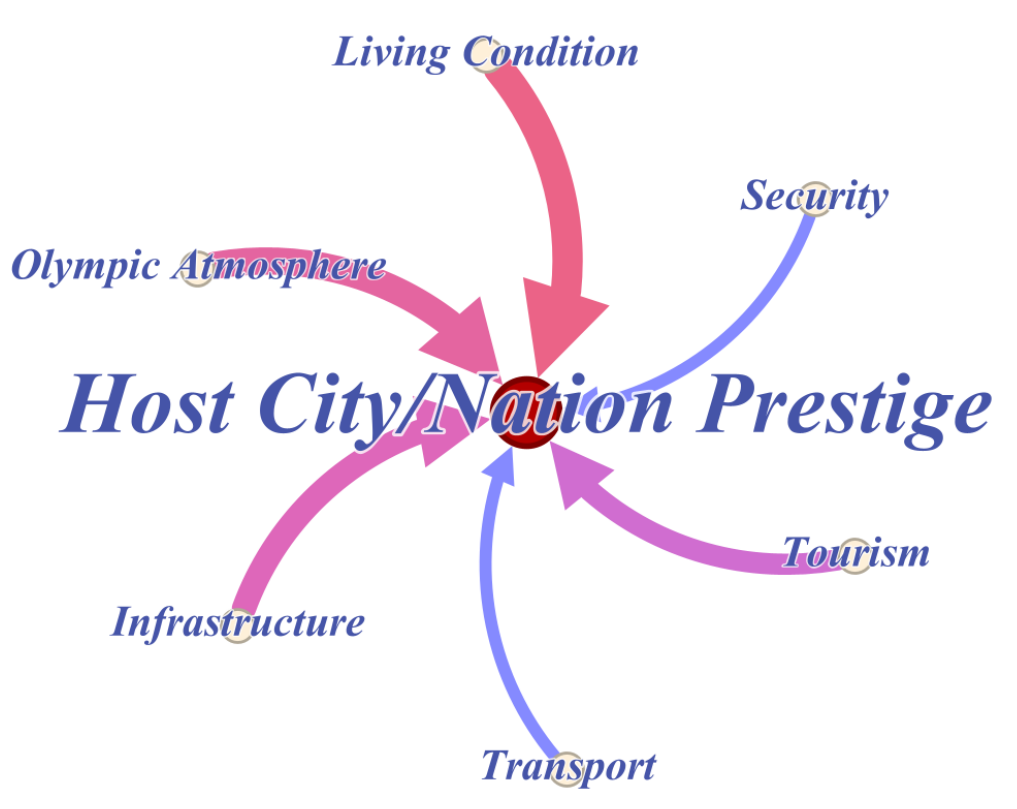 Living Condition
Security
Olympic Atmosphere
Host City/Nation Prestige
Tourism
Infrastructure
Transport